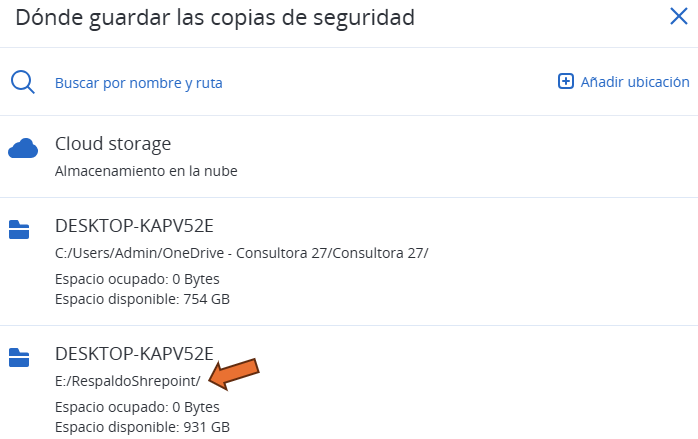 Dónde guardar las copias de seguridad
Buscar por nombre y ruta
Añadir ubicación
Cloud storage
Almacenamiento en la nube
DESKTOP-KAPV52E
C:/Users/Admin/OneDrive - Consultora 27/Consultora 27/
Espacio ocupado: 0 Bytes
Espacio disponible: 754 GB
DESKTOP-KAPV52E
E:/RespaldoShrepoint/
Espacio ocupado: 0 Bytes
Espacio disponible: 931 GB